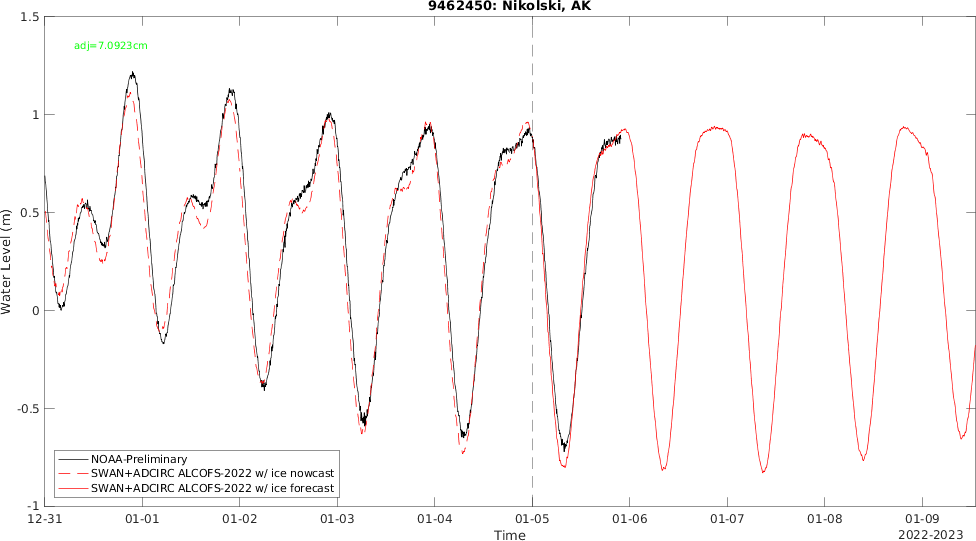 9462450: Nikolski, AK
adj=7.0923cm
Water Level (m)
1.5
1
0.5
0
-0.5
-1
NOAA-Preliminary
SWAN+ADCIRC ALCOFS-2022 w/ ice nowcast
SWAN+ADCIRC ALCOFS-2022 w/ ice forecast
12-31 01-01 01-02 01-03 01-04 01-05 01-06 01-07 01-08 01-09
Time
2022-2023